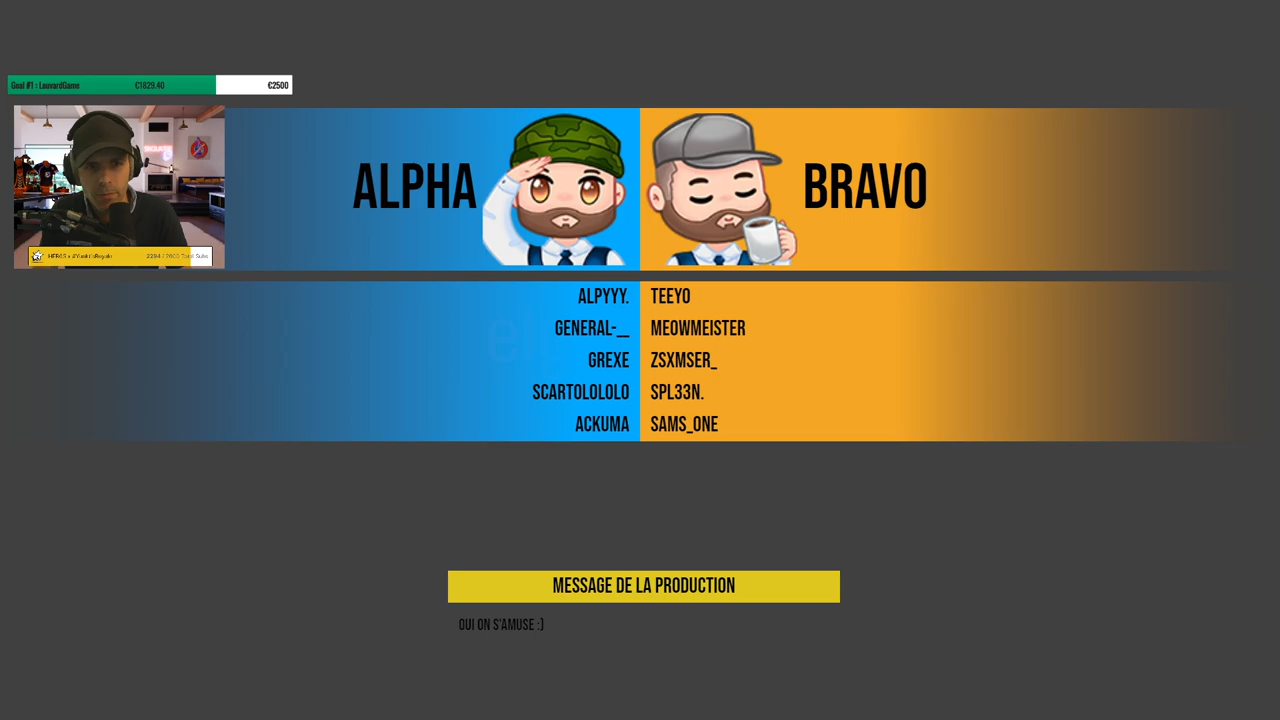 Goal #1 : LeovardGame €1829.40 €2500
ALPHA BRAVO
ALPYYY. TEEYO
GENERAL-__ MEOWMEISTER
GREXE ZSXMSER_
SCARTOLOLOLO SPL33N.
ACKUMA SAMS_ONE
MESSAGE DE LA PRODUCTION
OUI ON S'AMUSE :)